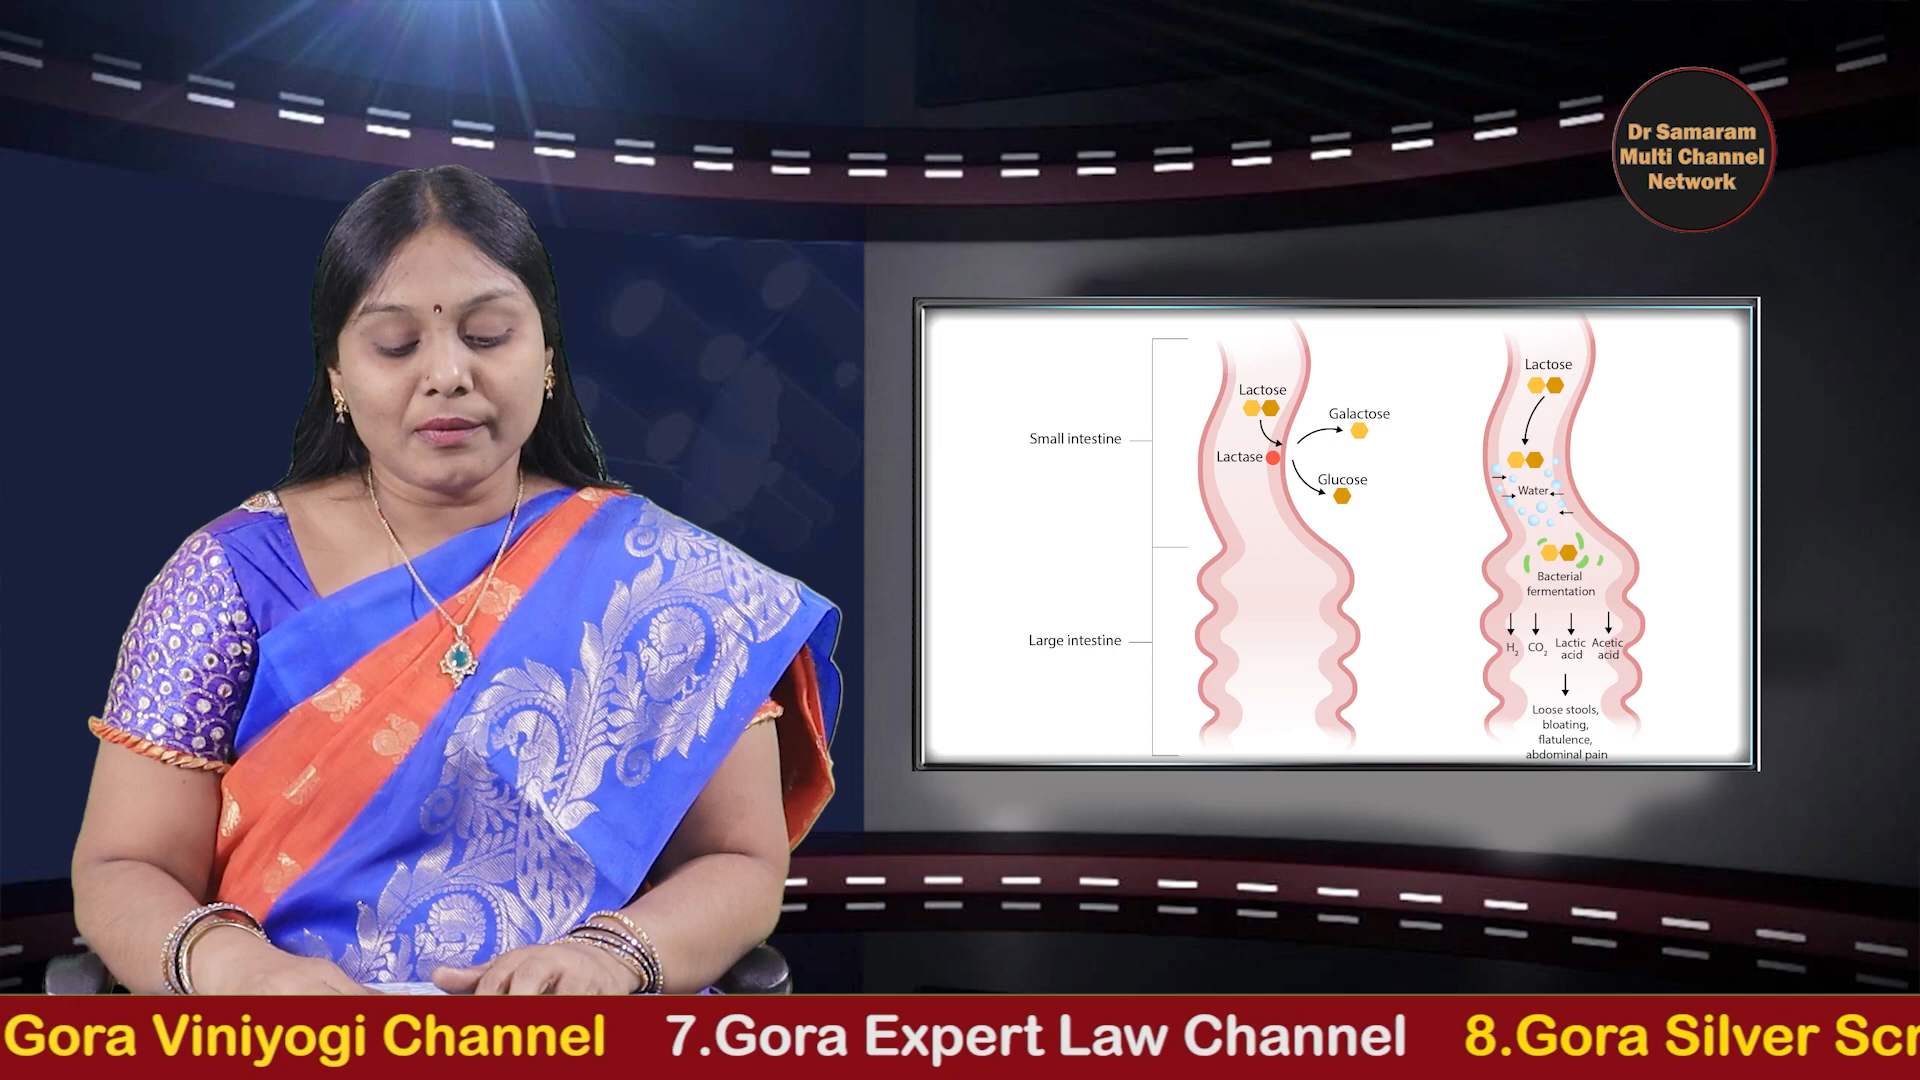 Dr Samaram
Multi Channel
Network
Small intestine
Large intestine
Lactose
Lactase
Galactose
Glucose
Lactose
Water
Bacterial
fermentation
H₂ CO₂ Lactic acid Acetic acid
Loose stools,
bloating,
flatulence,
abdominal pain
Gora Viniyogi Channel 7.Gora Expert Law Channel 8.Gora Silver Scr